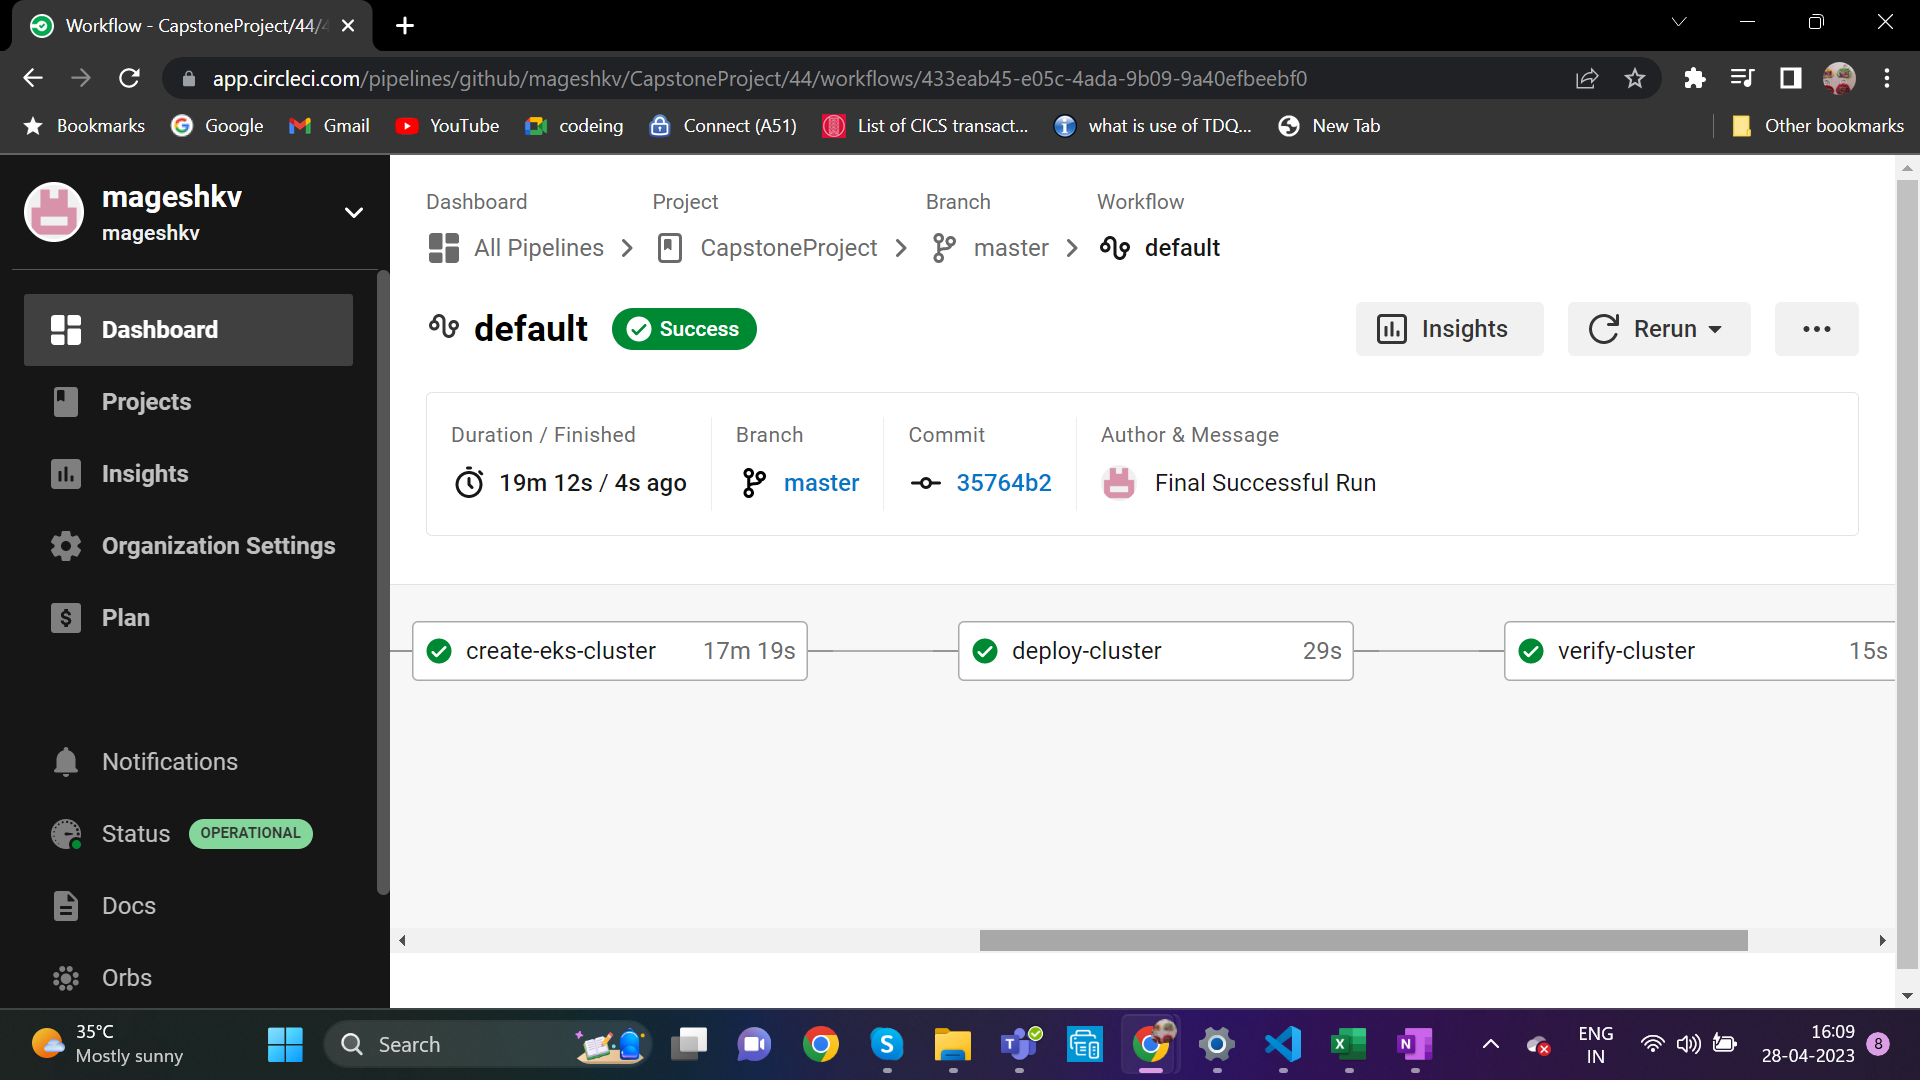 Workflow - CapstoneProject/44/4
app.circleci.com/pipelines/github/mageshkv/CapstoneProject/44/workflows/433eab45-e05c-4ada-9b09-9a40efbeebf0
Bookmarks Google Gmail YouTube codeing Connect (A51) List of CICS transact... what is use of TDQ... New Tab Other bookmarks
mageshkv
mageshkv
Dashboard
Projects
Insights
Organization Settings
Plan
Notifications
Status OPERATIONAL
Docs
Orbs
Dashboard Project Branch Workflow
All Pipelines CapstoneProject master default
default Success Insights Rerun
Duration / Finished Branch Commit Author & Message
19m 12s / 4s ago master 35764b2 Final Successful Run
create-eks-cluster 17m 19s deploy-cluster 29s verify-cluster 15s
35°C
Mostly sunny
Search
ENG
IN
16:09
28-04-2023
8